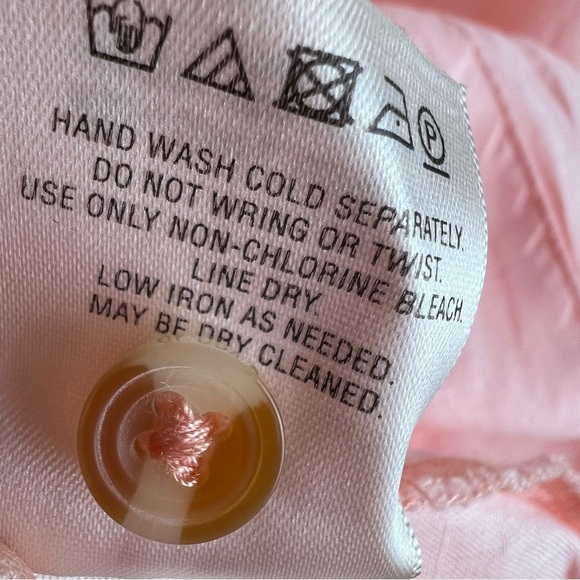 P
HAND WASH COLD SEPARATELY.
DO NOT WRING OR TWIST.
USE ONLY NON-CHLORINE BLEACH.
LINE DRY.
LOW IRON AS NEEDED.
MAY BE DRY CLEANED.